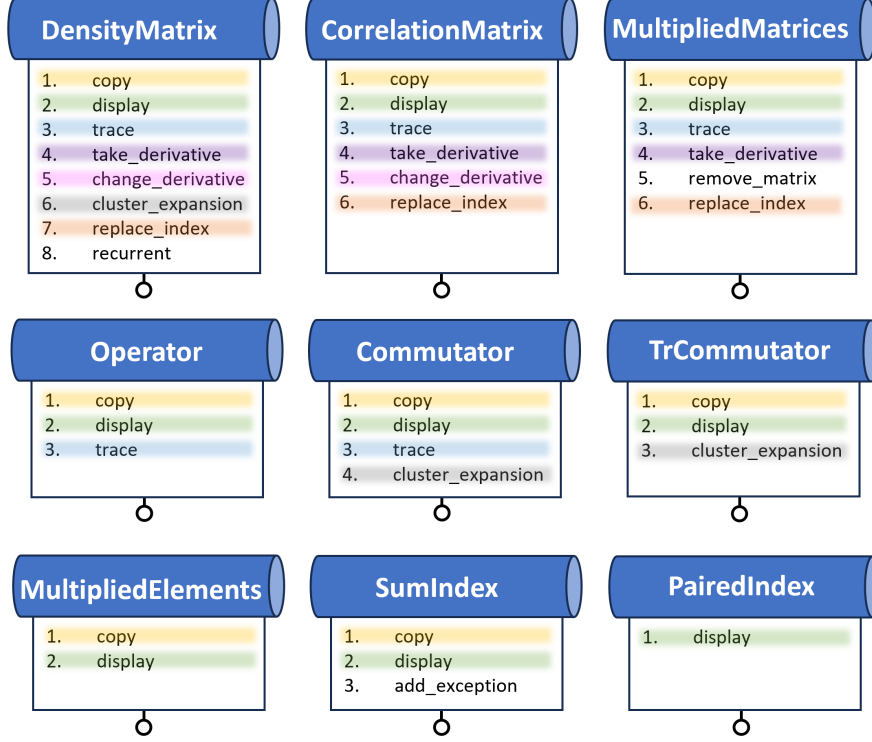 DensityMatrix
1. copy
2. display
3. trace
4. take_derivative
5. change_derivative
6. cluster_expansion
7. replace_index
8. recurrent
CorrelationMatrix
1. copy
2. display
3. trace
4. take_derivative
5. change_derivative
6. replace_index
MultipliedMatrices
1. copy
2. display
3. trace
4. take_derivative
5. remove_matrix
6. replace_index
Operator
1. copy
2. display
3. trace
Commutator
1. copy
2. display
3. trace
4. cluster_expansion
TrCommutator
1. copy
2. display
3. cluster_expansion
MultipliedElements
1. copy
2. display
SumIndex
1. copy
2. display
3. add_exception
PairedIndex
1. display